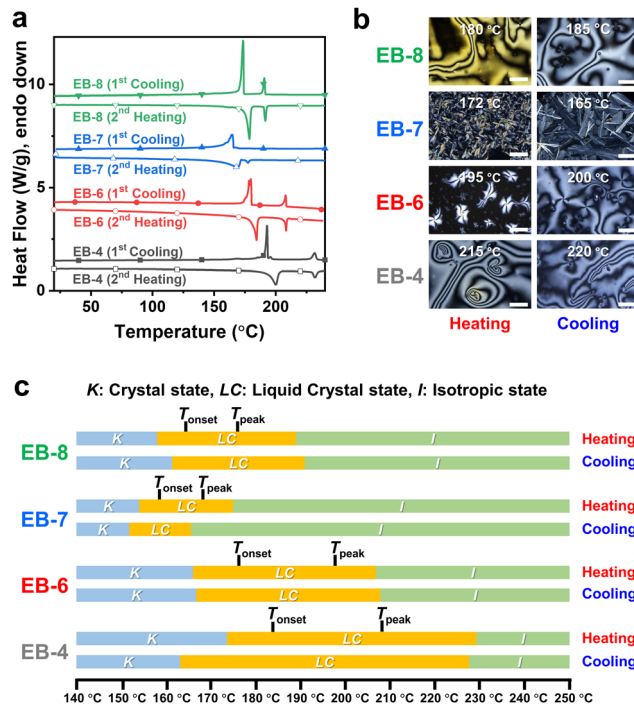 a
Heat Flow (W/g), endo down
10
5
0
EB-8 (1st Cooling)
EB-8 (2nd Heating)
EB-7 (1st Cooling)
EB-7 (2nd Heating)
EB-6 (1st Cooling)
EB-6 (2nd Heating)
EB-4 (1st Cooling)
EB-4 (2nd Heating)
50 100 150 200
Temperature (°C)
b
EB-8 180 °C 185 °C
EB-7 172 °C 165 °C
EB-6 195 °C 200 °C
EB-4 215 °C 220 °C
Heating Cooling
c
K: Crystal state, LC: Liquid Crystal state, I: Isotropic state
Tonset Tpeak
EB-8
K LC I Heating
K LC I Cooling
Tonset Tpeak
EB-7
K LC I Heating
K LC I Cooling
Tonset Tpeak
EB-6
K LC I Heating
K LC I Cooling
Tonset Tpeak
EB-4
K LC I Heating
K LC I Cooling
140 °C 150 °C 160 °C 170 °C 180 °C 190 °C 200 °C 210 °C 220 °C 230 °C 240 °C 250 °C